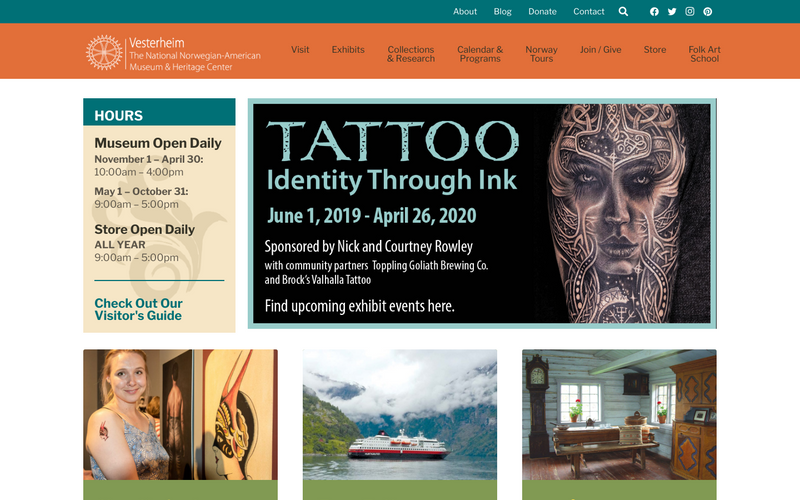 About Blog Donate Contact
Vesterheim
The National Norwegian-American
Museum & Heritage Center
Visit Exhibits Collections & Research Calendar & Programs Norway Tours Join / Give Store Folk Art School
HOURS
Museum Open Daily
November 1 – April 30:
10:00am – 4:00pm
May 1 – October 31:
9:00am – 5:00pm
Store Open Daily
ALL YEAR
9:00am – 5:00pm
Check Out Our
Visitor's Guide
TATTOO
Identity Through Ink
June 1, 2019 - April 26, 2020
Sponsored by Nick and Courtney Rowley
with community partners Toppling Goliath Brewing Co.
and Brock's Valhalla Tattoo
Find upcoming exhibit events here.